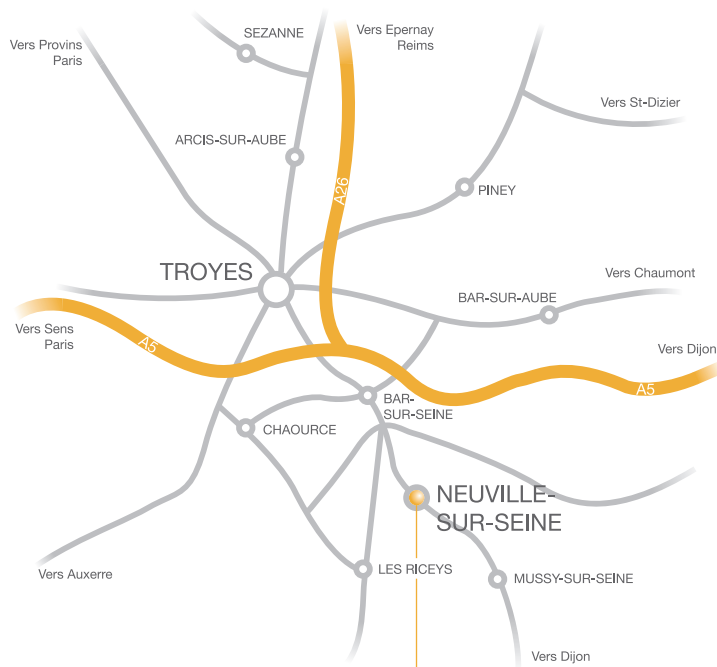 SEZANNE
Vers Epernay
Reims
Vers Provins
Paris
Vers St-Dizier
ARCIS-SUR-AUBE
A26
PINEY
TROYES
Vers Chaumont
BAR-SUR-AUBE
Vers Sens
Paris
A5
Vers Dijon
A5
BAR-
SUR-SEINE
CHAOURCE
NEUVILLE-
SUR-SEINE
Vers Auxerre
LES RICEYS
MUSSY-SUR-SEINE
Vers Dijon